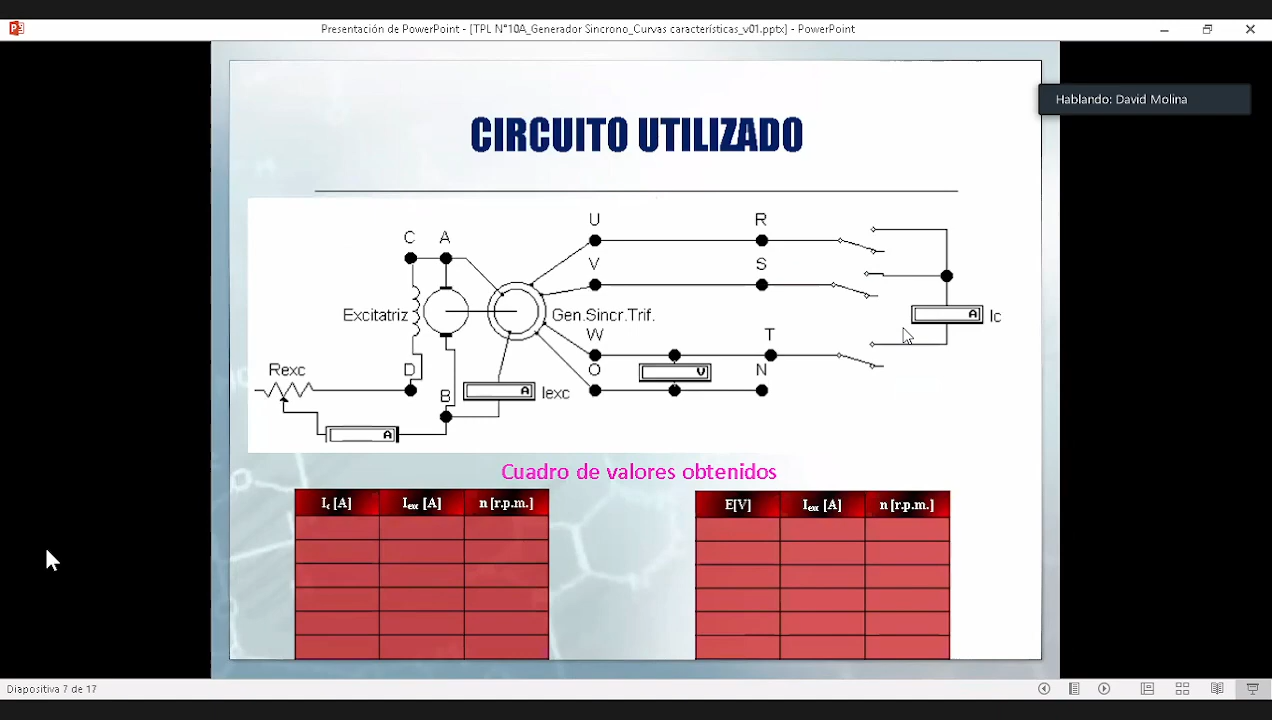 Presentación de PowerPoint - [TPL N°10A_Generador Sincrono_Curvas características_v01.pptx] - PowerPoint
Hablando: David Molina
CIRCUITO UTILIZADO
U
R
C
A
V
S
Excitatriz
Gen.Sincr.Trif.
A
Ic
W
T
Rexc
D
O
V
N
B
A
Iexc
A
Cuadro de valores obtenidos
Ic [A]
Iex [A]
n [r.p.m.]
E[V]
Iex [A]
n [r.p.m.]
Diapositiva 7 de 17